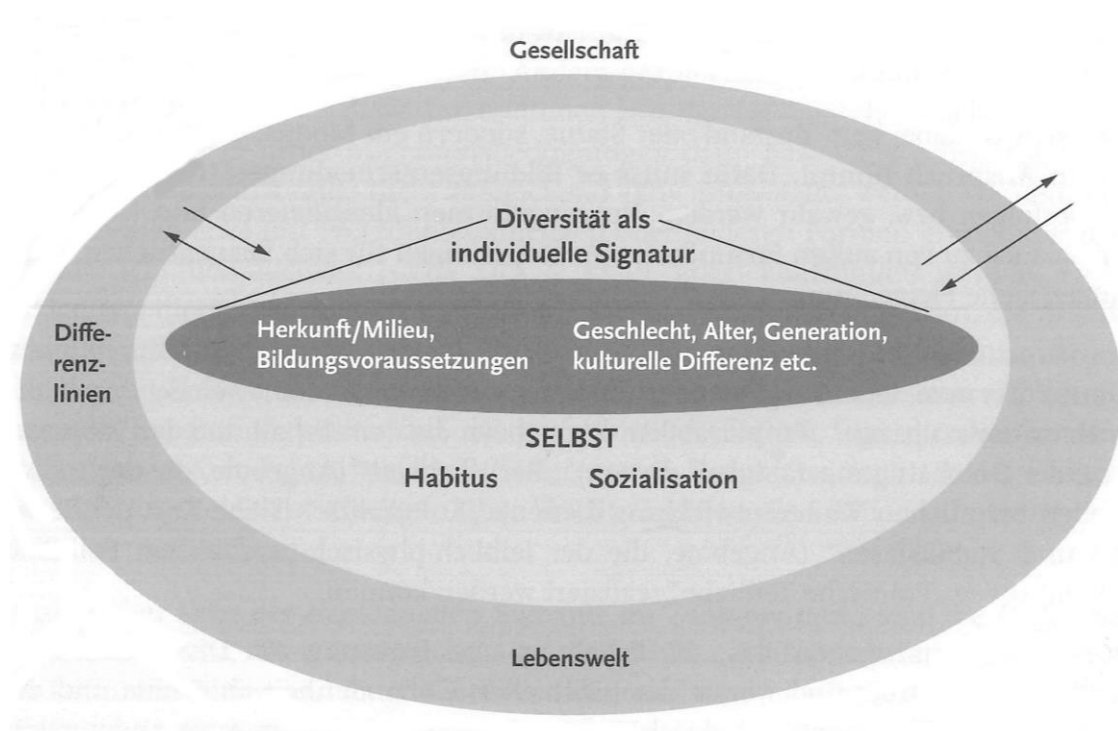 Gesellschaft
Diversität als
individuelle Signatur
Herkunft/Milieu,
Bildungsvoraussetzungen
Geschlecht, Alter, Generation,
kulturelle Differenz etc.
Diffe-
renz-
linien
SELBST
Habitus Sozialisation
Lebenswelt